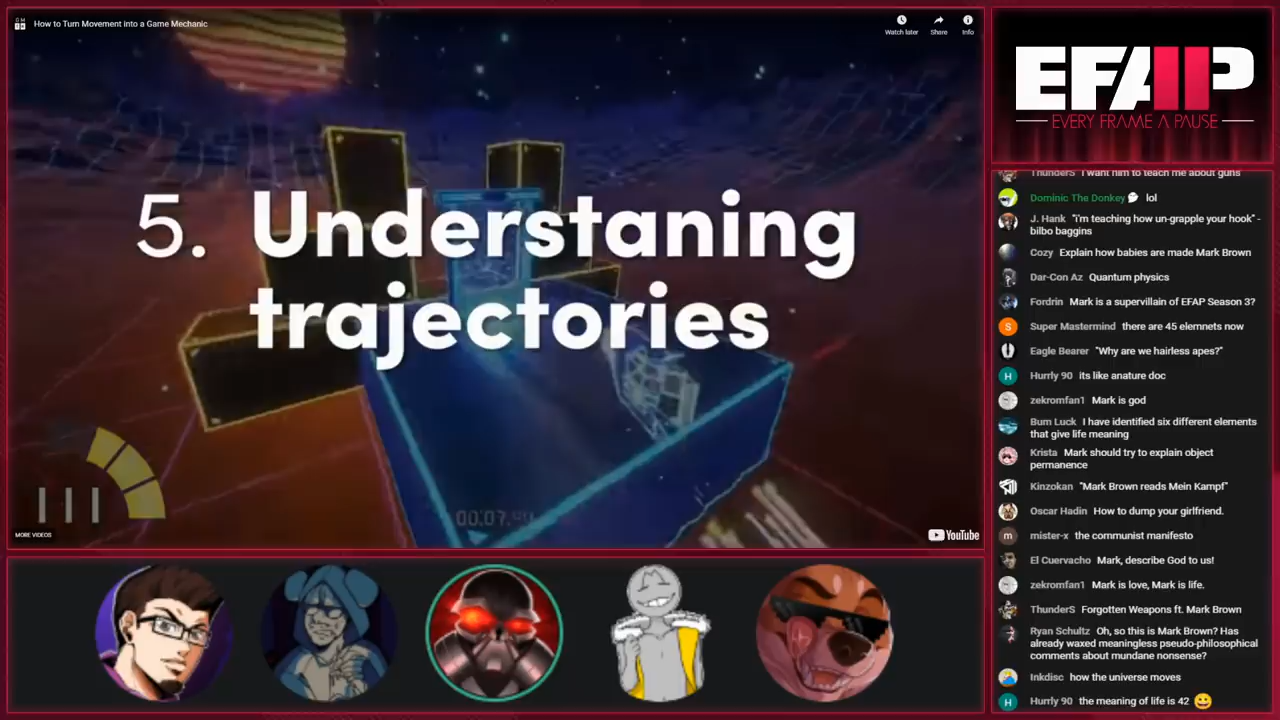 How to Turn Movement into a Game Mechanic
Watch later
Share
Info
5. Understaning
trajectories
00:07.
MORE VIDEOS
YouTube
EFAP
EVERY FRAME A PAUSE
ThunderS I want him to teach me about guns
Dominic The Donkey lol
J. Hank "i'm teaching how un-grapple your hook" -
bilbo baggins
Cozy Explain how babies are made Mark Brown
Dar-Con Az Quantum physics
Fordrin Mark is a supervillain of EFAP Season 3?
S
Super Mastermind there are 45 elemnets now
Eagle Bearer "Why are we hairless apes?"
H
Hurrly 90 its like anature doc
zekromfan1 Mark is god
Bum Luck I have identified six different elements
that give life meaning
Krista Mark should try to explain object
permanence
Kinzokan "Mark Brown reads Mein Kampf"
Oscar Hadin How to dump your girlfriend.
m
mister-x the communist manifesto
El Cuervacho Mark, describe God to us!
zekromfan1 Mark is love, Mark is life.
ThunderS Forgotten Weapons ft. Mark Brown
Ryan Schultz Oh, so this is Mark Brown? Has
already waxed meaningless pseudo-philosophical
comments about mundane nonsense?
Inkdisc how the universe moves
H
Hurrly 90 the meaning of life is 42 😀